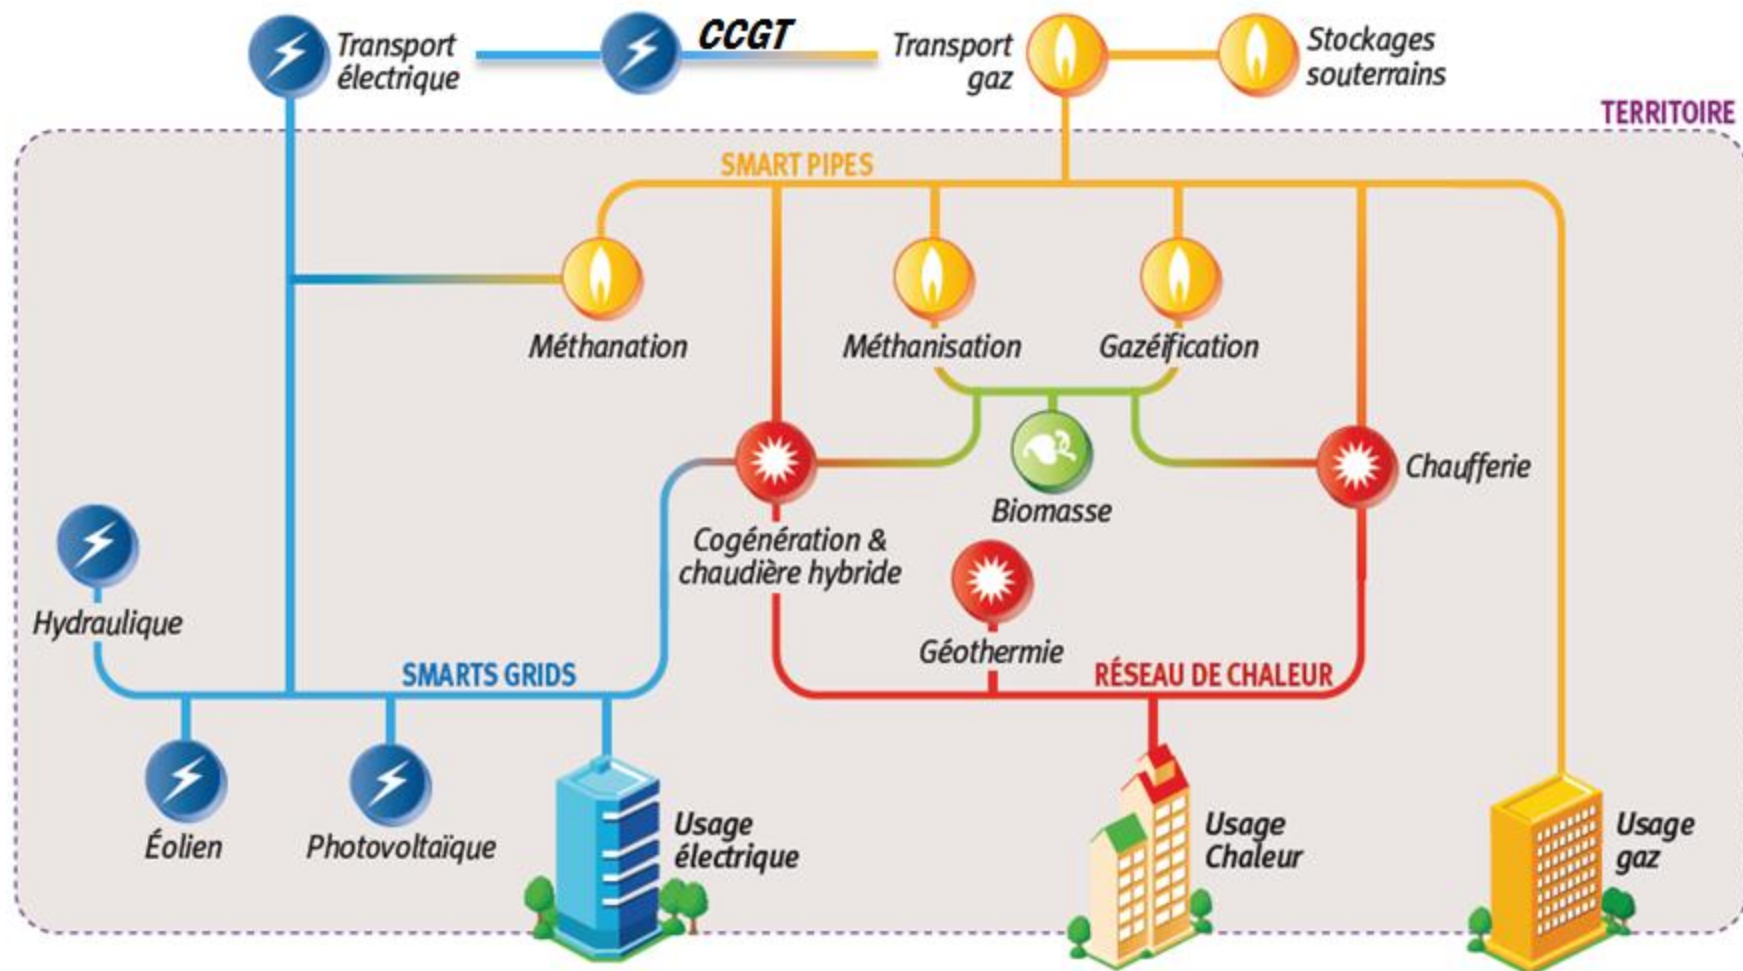 Transport
électrique
CCGT
Transport
gaz
Stockages
souterrains
TERRITOIRE
SMART PIPES
Méthanation
Méthanisation
Gazéification
Biomasse
Chaufferie
Cogénération &
chaudière hybride
Hydraulique
Géothermie
SMARTS GRIDS
RÉSEAU DE CHALEUR
Éolien
Photovoltaïque
Usage
électrique
Usage
Chaleur
Usage
gaz